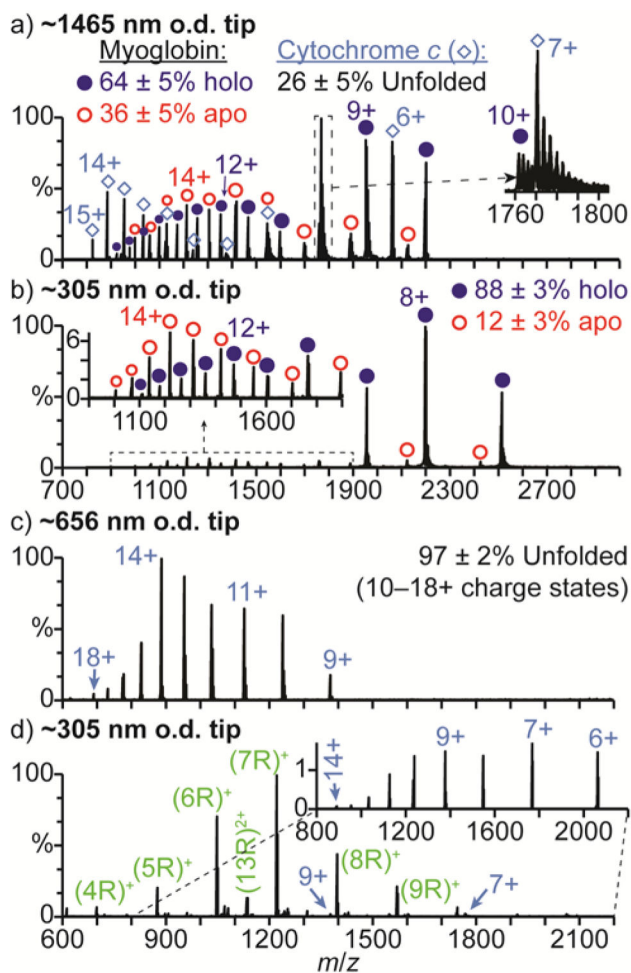 a) ~1465 nm o.d. tip
Myoglobin: Cytochrome c (◇):
64 ± 5% holo 26 ± 5% Unfolded
36 ± 5% apo
7+
10+
1760 1800
100
%
0
15+ 14+ 14+ 12+ 9+ 6+
b) ~305 nm o.d. tip
88 ± 3% holo
12 ± 3% apo
100
%
0
6
0
14+ 12+ 8+
1100 1600
700 1100 1500 1900 2300 2700
c) ~656 nm o.d. tip
97 ± 2% Unfolded
(10–18+ charge states)
100
%
0
18+ 14+ 11+ 9+
d) ~305 nm o.d. tip
100
%
0
(4R)+ (5R)+ (6R)+ (13R)2+ (7R)+ 9+ (8R)+ (9R)+ 7+
1
0
14+ 9+ 7+ 6+
800 1200 1600 2000
600 900 1200 1500 1800 2100
m/z